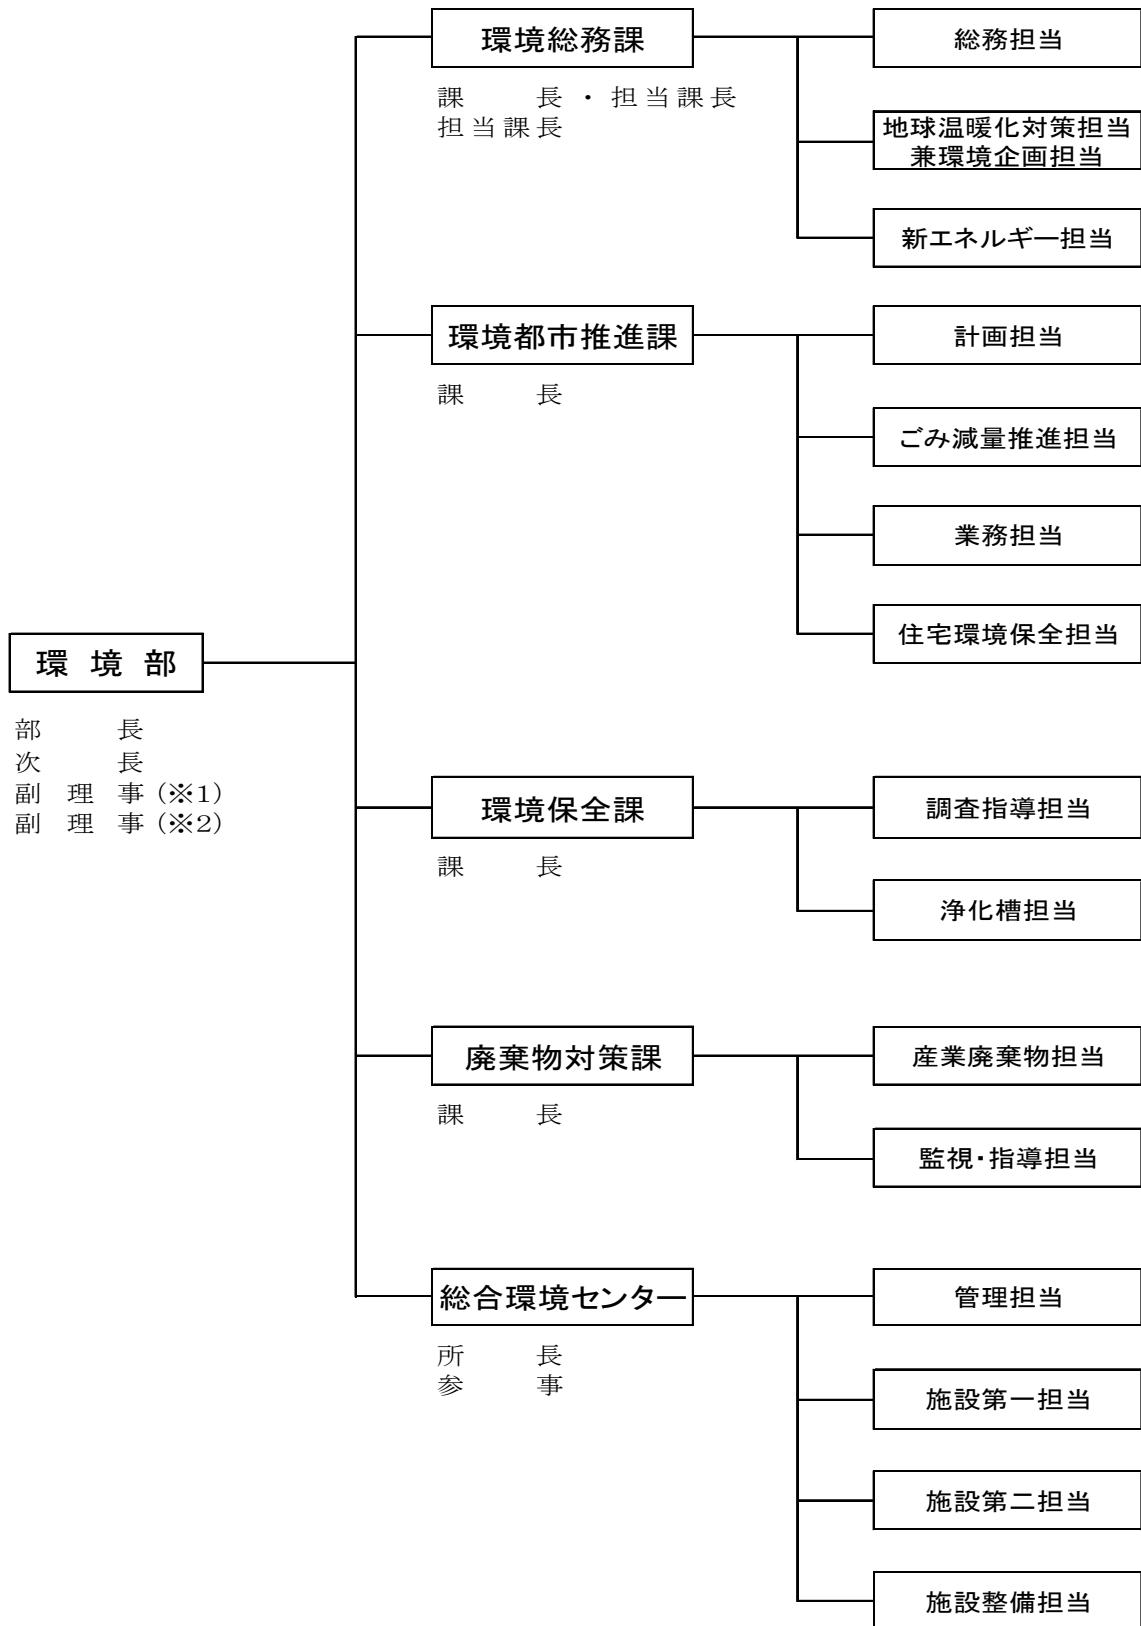 環境部
部　　長
次　　長
副　理　事（※1）
副　理　事（※2）
環境総務課
課　　長・担当課長
担当課長
総務担当
地球温暖化対策担当
兼環境企画担当
新エネルギー担当
環境都市推進課
課　　長
計画担当
ごみ減量推進担当
業務担当
住宅環境保全担当
環境保全課
課　　長
調査指導担当
浄化槽担当
廃棄物対策課
課　　長
産業廃棄物担当
監視・指導担当
総合環境センター
所　　長
参　　事
管理担当
施設第一担当
施設第二担当
施設整備担当